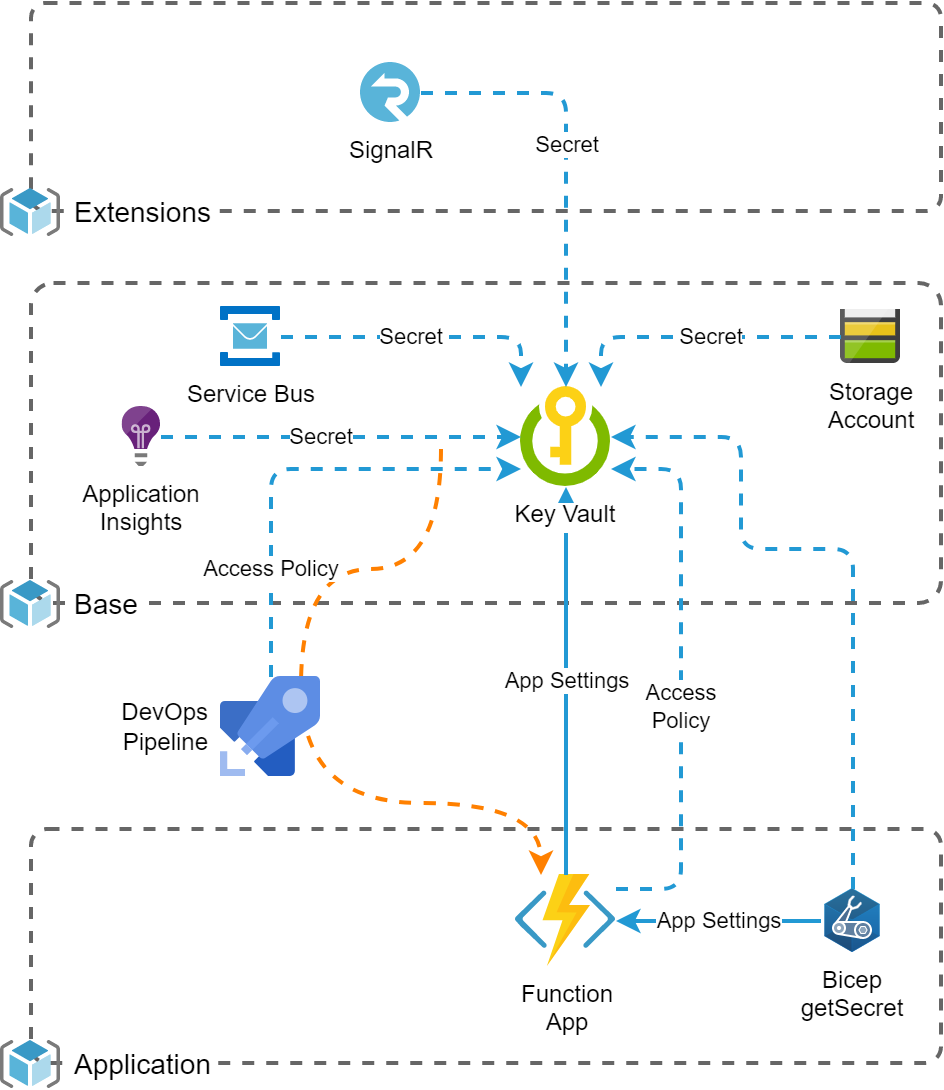 SignalR
Secret
Extensions
Secret
Secret
Service Bus
Storage
Account
Secret
Application
Insights
Key Vault
Access Policy
Base
App Settings
Access
Policy
DevOps
Pipeline
App Settings
Function
App
Bicep
getSecret
Application